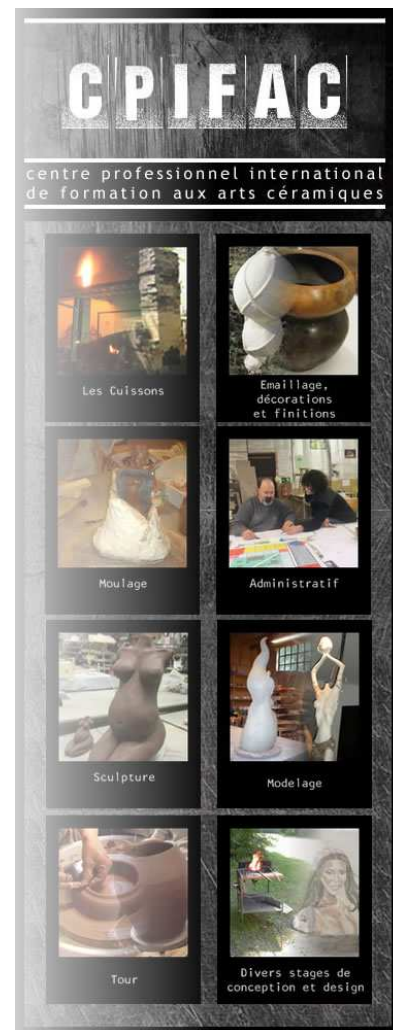 CPIFAC
centre professionnel international
de formation aux arts céramiques
Les Cuissons
Emaillage,
décorations
et finitions
Moulage
Administratif
Sculpture
Modelage
Tour
Divers stages de
conception et design